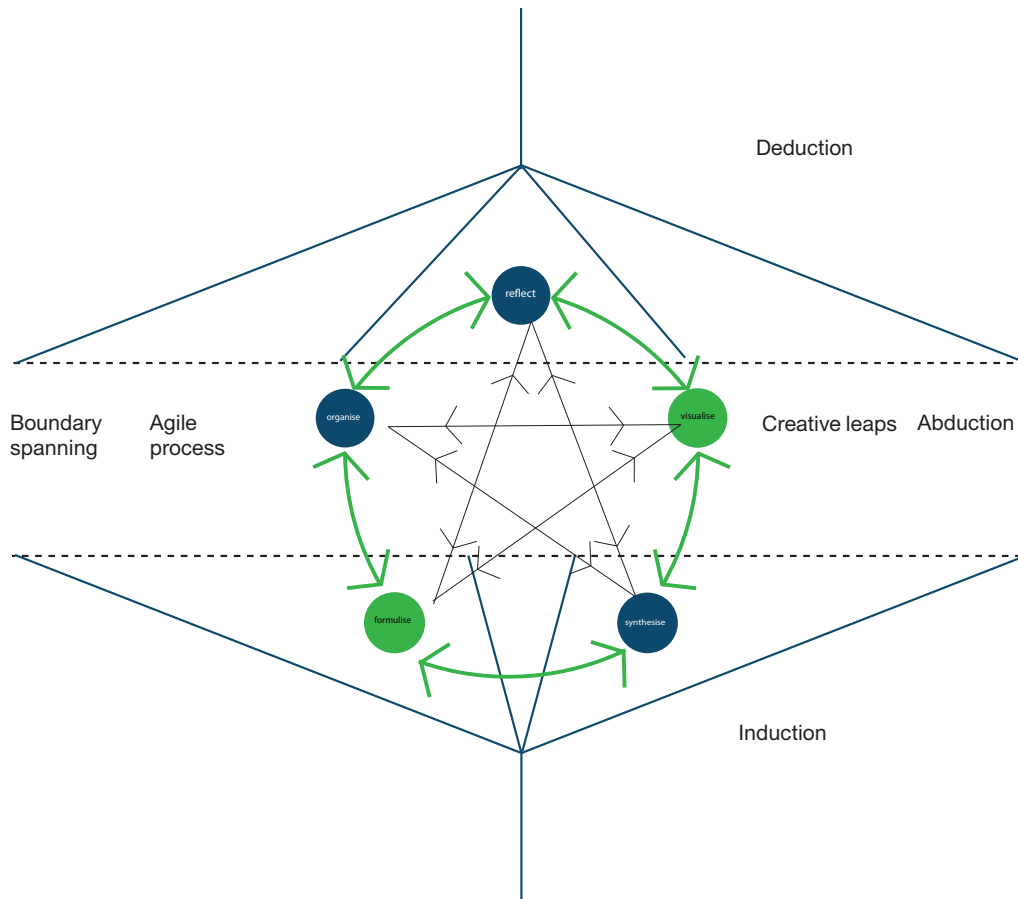 Deduction
reflect
organise
visualise
Boundary
spanning
Agile
process
Creative leaps
Abduction
formulise
synthesise
Induction